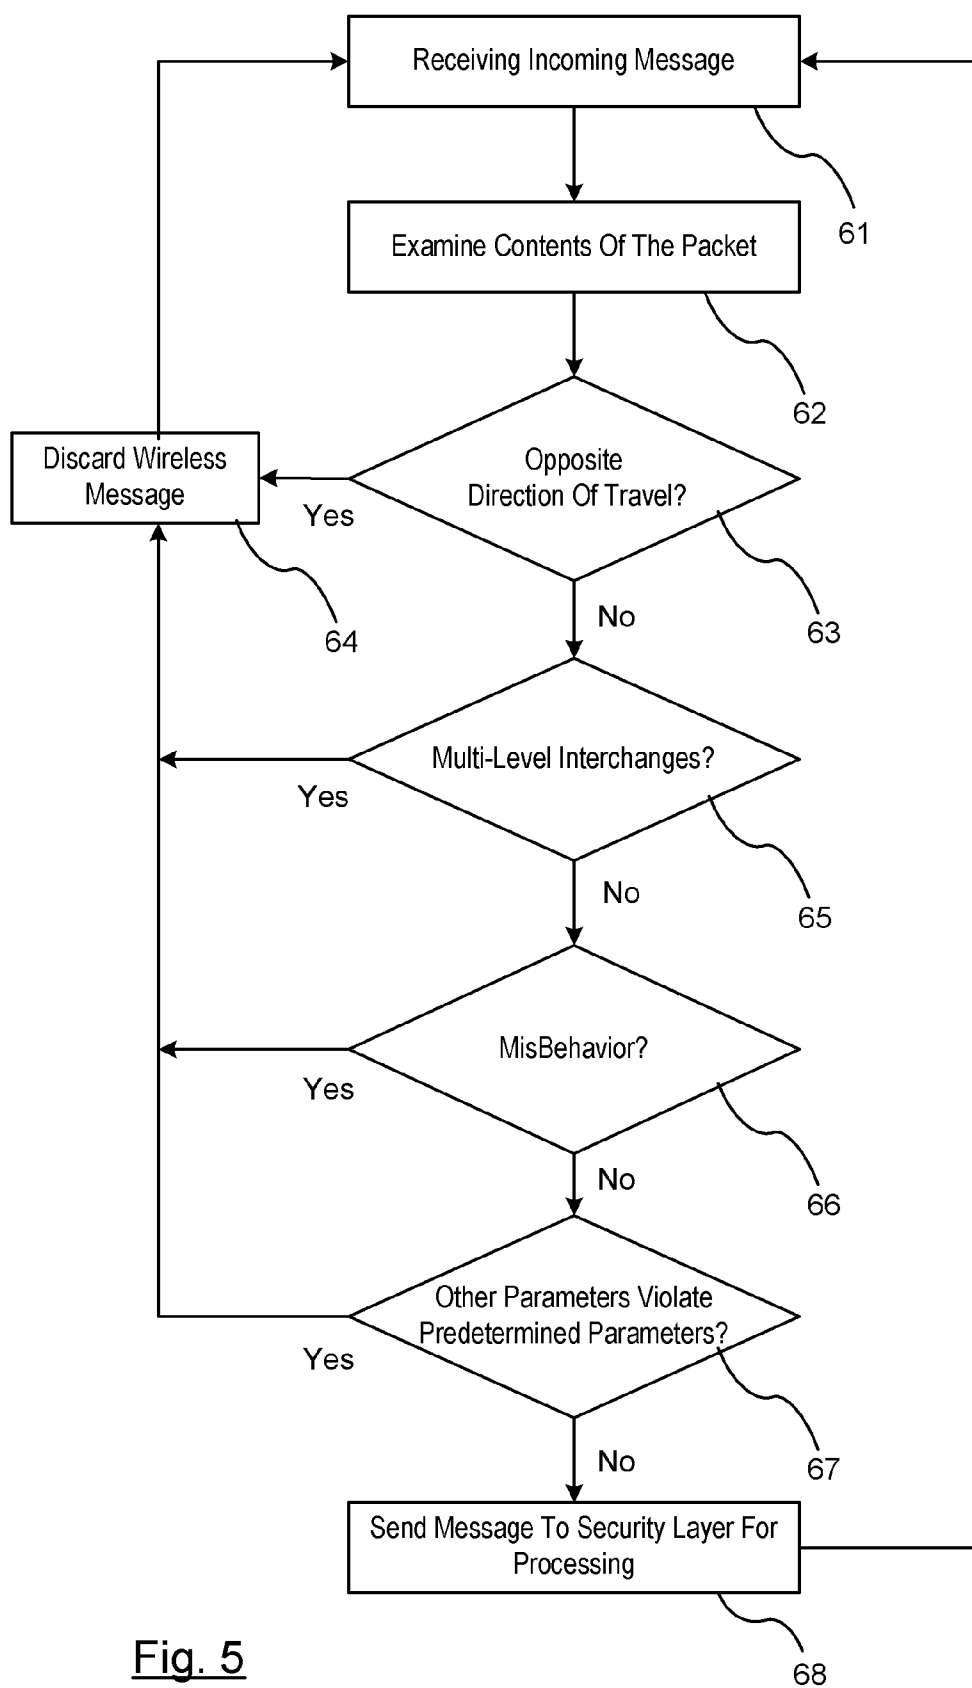 Receiving Incoming Message
61
Examine Contents Of The Packet
62
Discard Wireless
Message
64
Opposite
Direction Of Travel?
Yes
63
No
Multi-Level Interchanges?
Yes
65
No
MisBehavior?
Yes
66
No
Other Parameters Violate
Predetermined Parameters?
Yes
67
No
Send Message To Security Layer For
Processing
68
Fig. 5